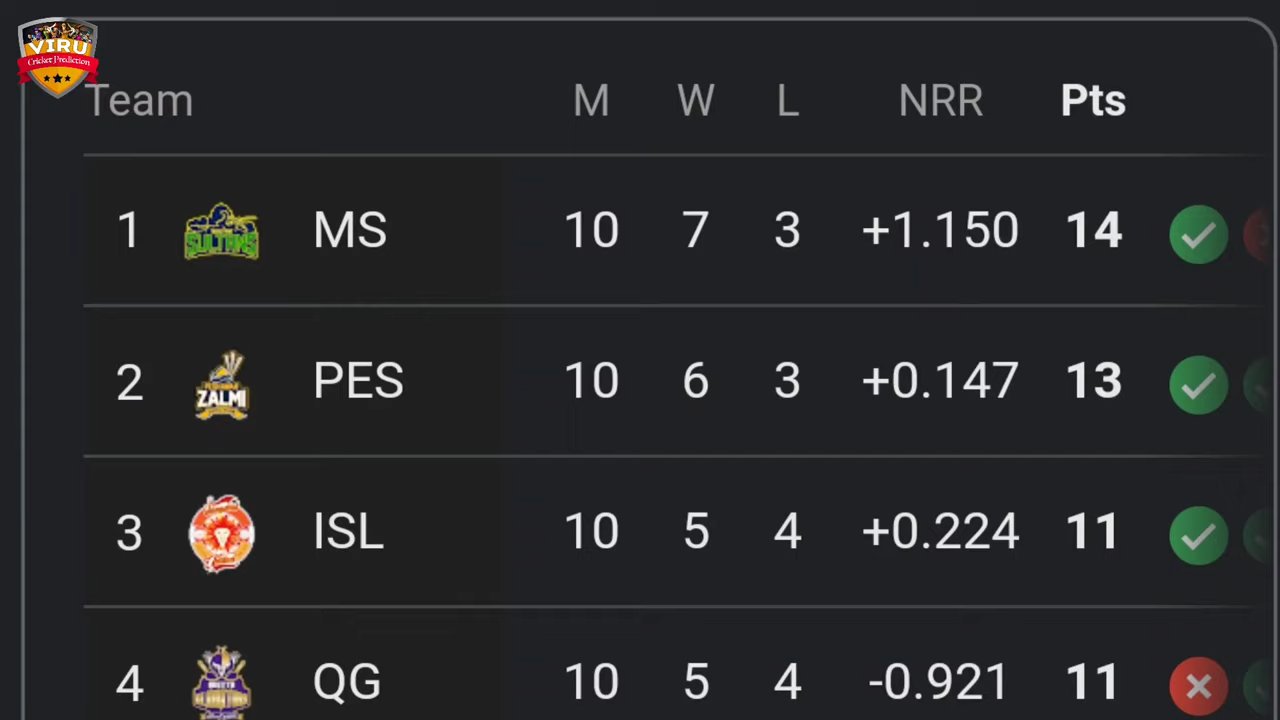 VIRU
Cricket Prediction
Team M W L NRR Pts
1 SULTANS MS 10 7 3 +1.150 14
2 ZALMI PES 10 6 3 +0.147 13
3 ISL 10 5 4 +0.224 11
4 QG 10 5 4 -0.921 11